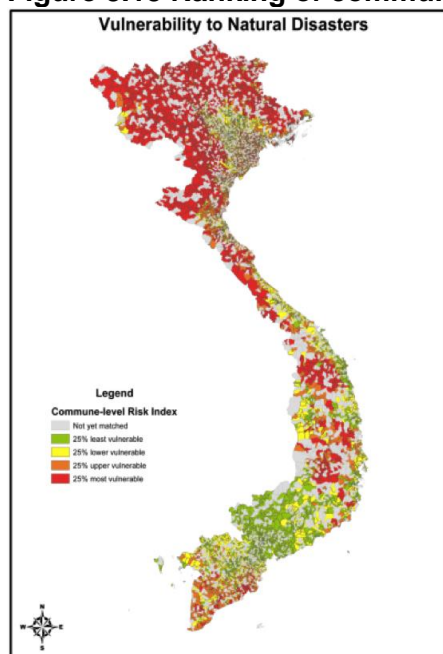 Vulnerability to Natural Disasters
Legend
Commune-level Risk Index
Not yet matched
25% least vulnerable
25% lower vulnerable
25% upper vulnerable
25% most vulnerable
N
W E
S